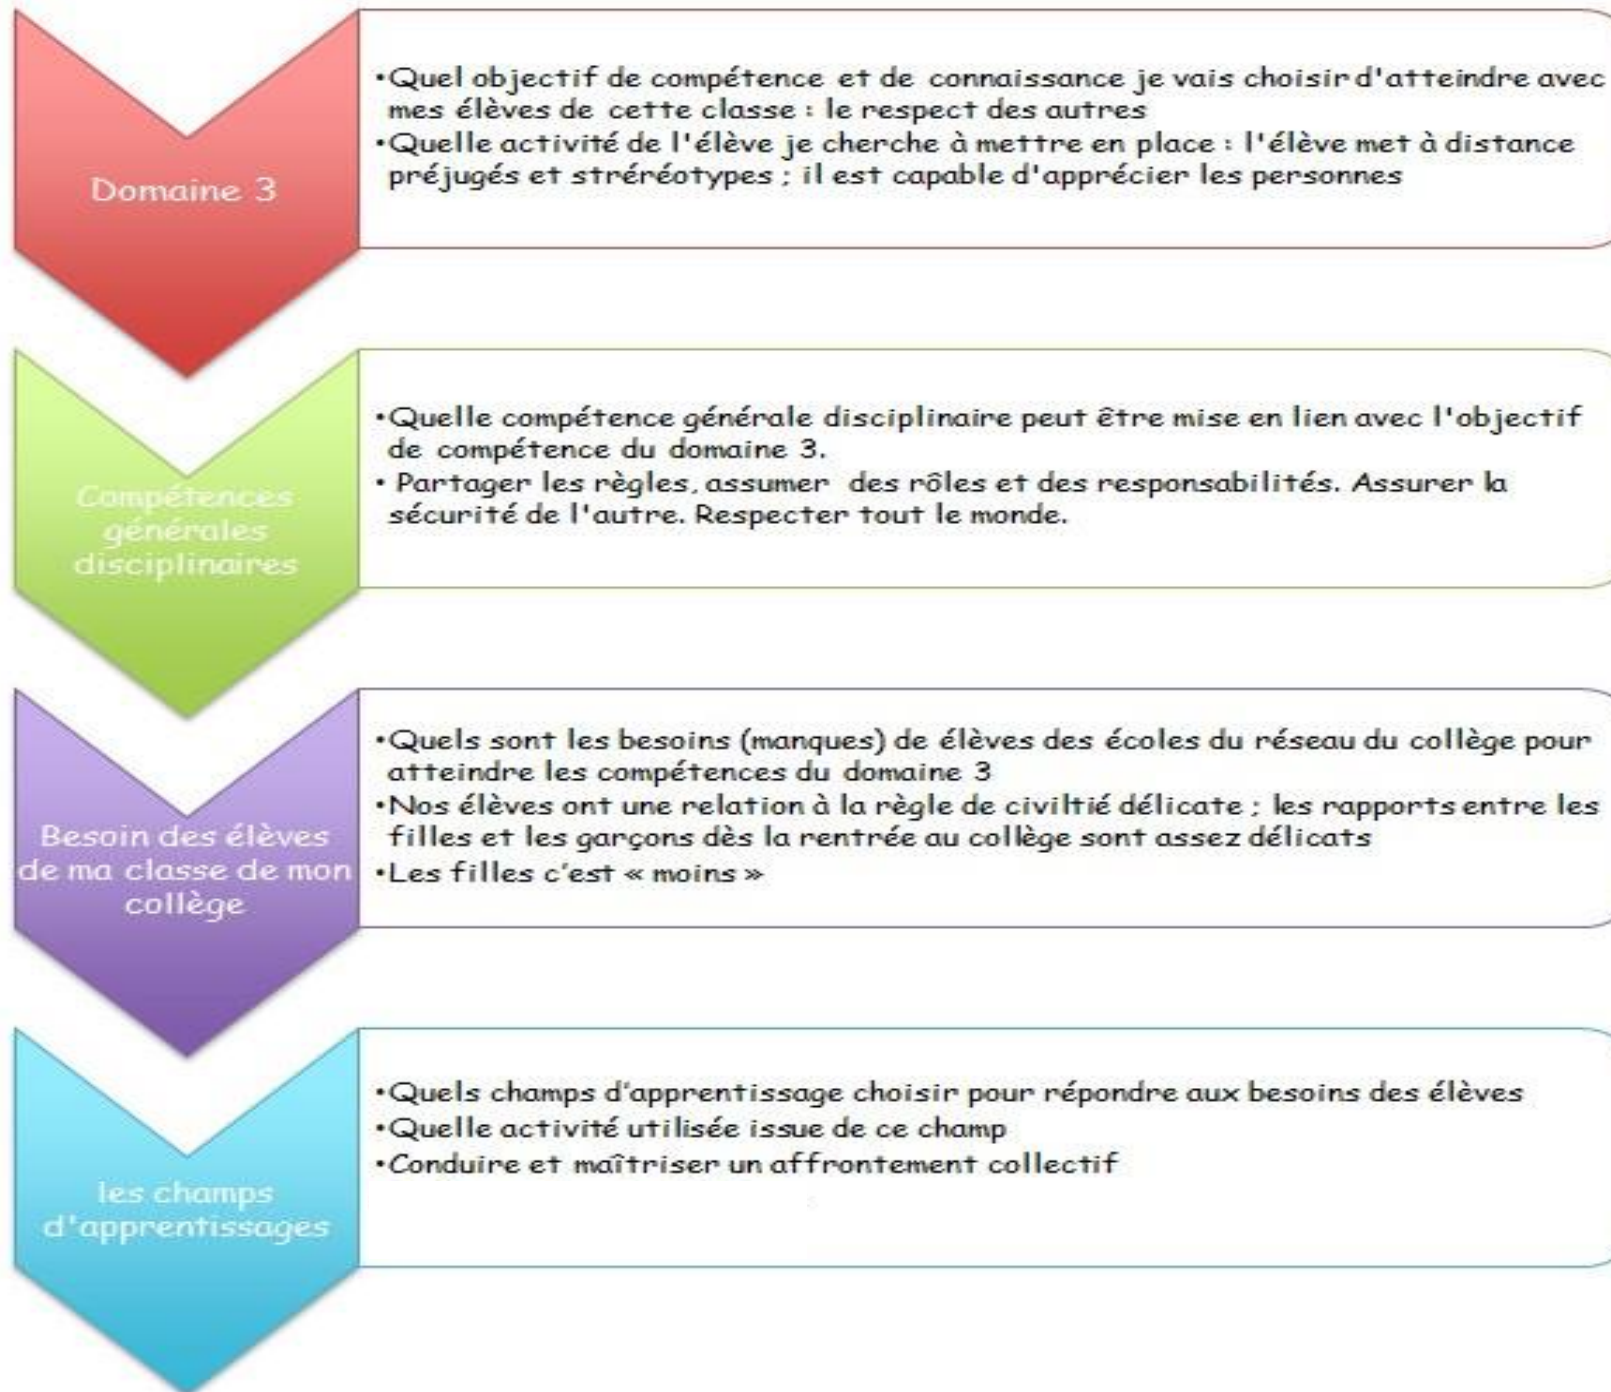 •Quel objectif de compétence et de connaissance je vais choisir d'atteindre avec
mes élèves de cette classe : le respect des autres
•Quelle activité de l'élève je cherche à mettre en place : l'élève met à distance
préjugés et stréréotypes ; il est capable d'apprécier les personnes
Domaine 3
•Quelle compétence générale disciplinaire peut être mise en lien avec l'objectif
de compétence du domaine 3.
• Partager les règles, assumer des rôles et des responsabilités. Assurer la
sécurité de l'autre. Respecter tout le monde.
Compétences
générales
disciplinaires
•Quels sont les besoins (manques) de élèves des écoles du réseau du collège pour
atteindre les compétences du domaine 3
•Nos élèves ont une relation à la règle de civiltié délicate ; les rapports entre les
filles et les garçons dès la rentrée au collège sont assez délicats
•Les filles c'est « moins »
Besoin des élèves
de ma classe de mon
collège
•Quels champs d'apprentissage choisir pour répondre aux besoins des élèves
•Quelle activité utilisée issue de ce champ
•Conduire et maîtriser un affrontement collectif
les champs
d'apprentissages